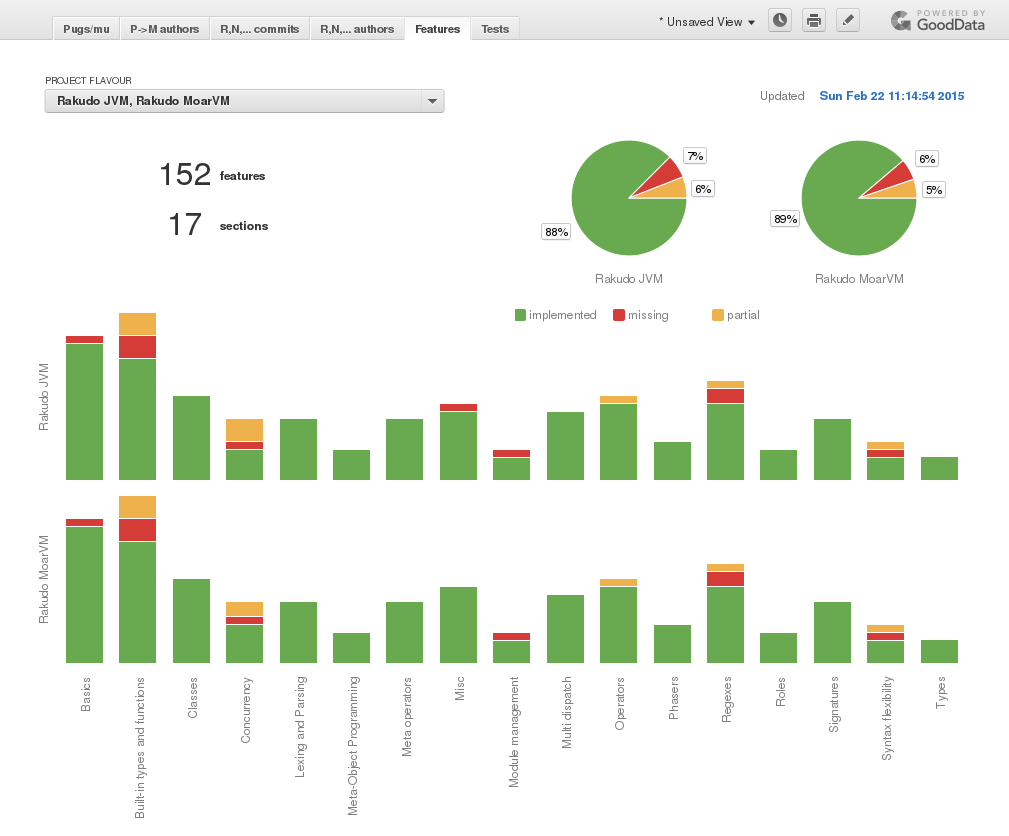 Pugs/mu P->M authors R,N,... commits R,N,... authors Features Tests
* Unsaved View
POWERED BY
GoodData
PROJECT FLAVOUR
Rakudo JVM, Rakudo MoarVM
Updated Sun Feb 22 11:14:54 2015
152 features
17 sections
7%
6%
88%
Rakudo JVM
6%
5%
89%
Rakudo MoarVM
implemented missing partial
Rakudo JVM
Rakudo MoarVM
Basics
Built-in types and functions
Classes
Concurrency
Lexing and Parsing
Meta-Object Programming
Meta operators
Misc
Module management
Multi dispatch
Operators
Phasers
Regexes
Roles
Signatures
Syntax flexibility
Types